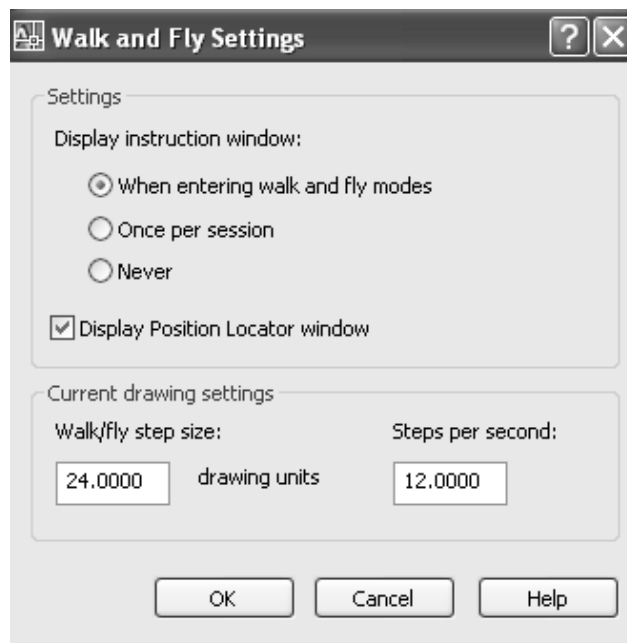 Walk and Fly Settings
Settings
Display instruction window:
When entering walk and fly modes
Once per session
Never
Display Position Locator window
Current drawing settings
Walk/fly step size: Steps per second:
24.0000 drawing units 12.0000
OK Cancel Help